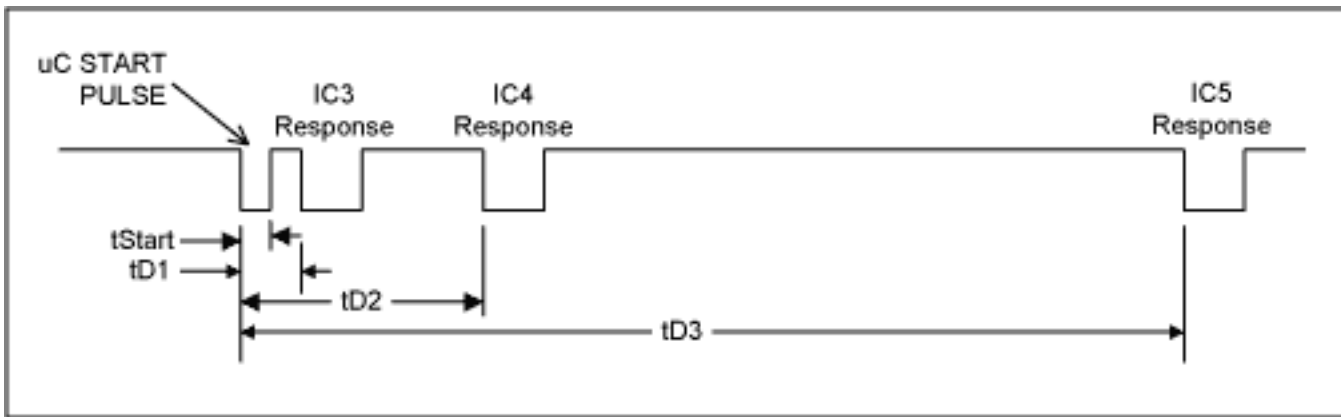 uC START
PULSE
IC3
Response
IC4
Response
IC5
Response
tStart
tD1
tD2
tD3